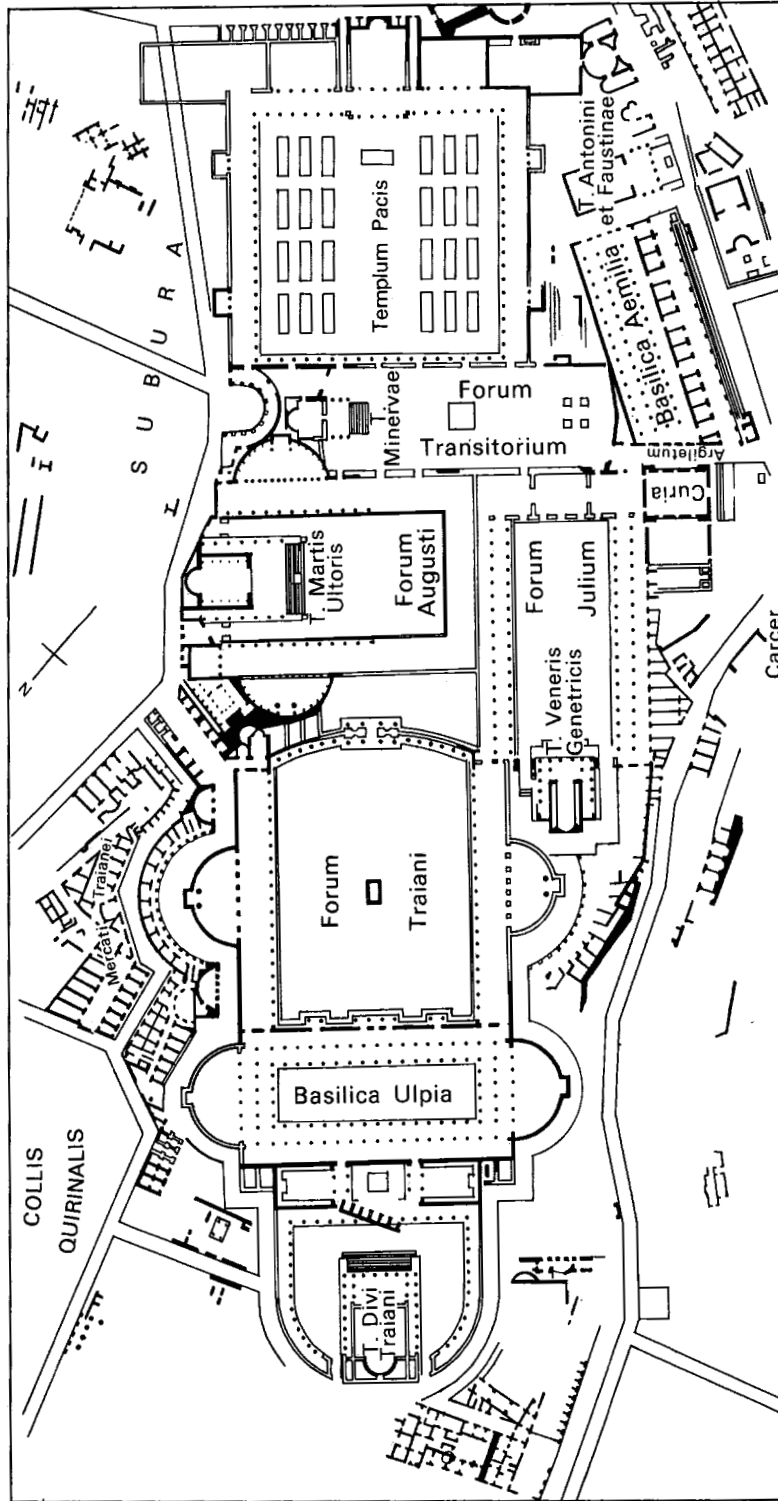 SUBURA
Templum Pacis
T. Antonini
et Faustinae
Basilica Aemilia
Minervae
Forum
Transitorium
Argiletum
Curia
T. Martis
Ultoris
Forum
Augusti
Forum
Julium
T. Veneris
Genetricis
Carcer
N
Mercati Traianei
Forum
Traiani
Basilica Ulpia
COLLIS
QUIRINALIS
T. Divi
Traiani